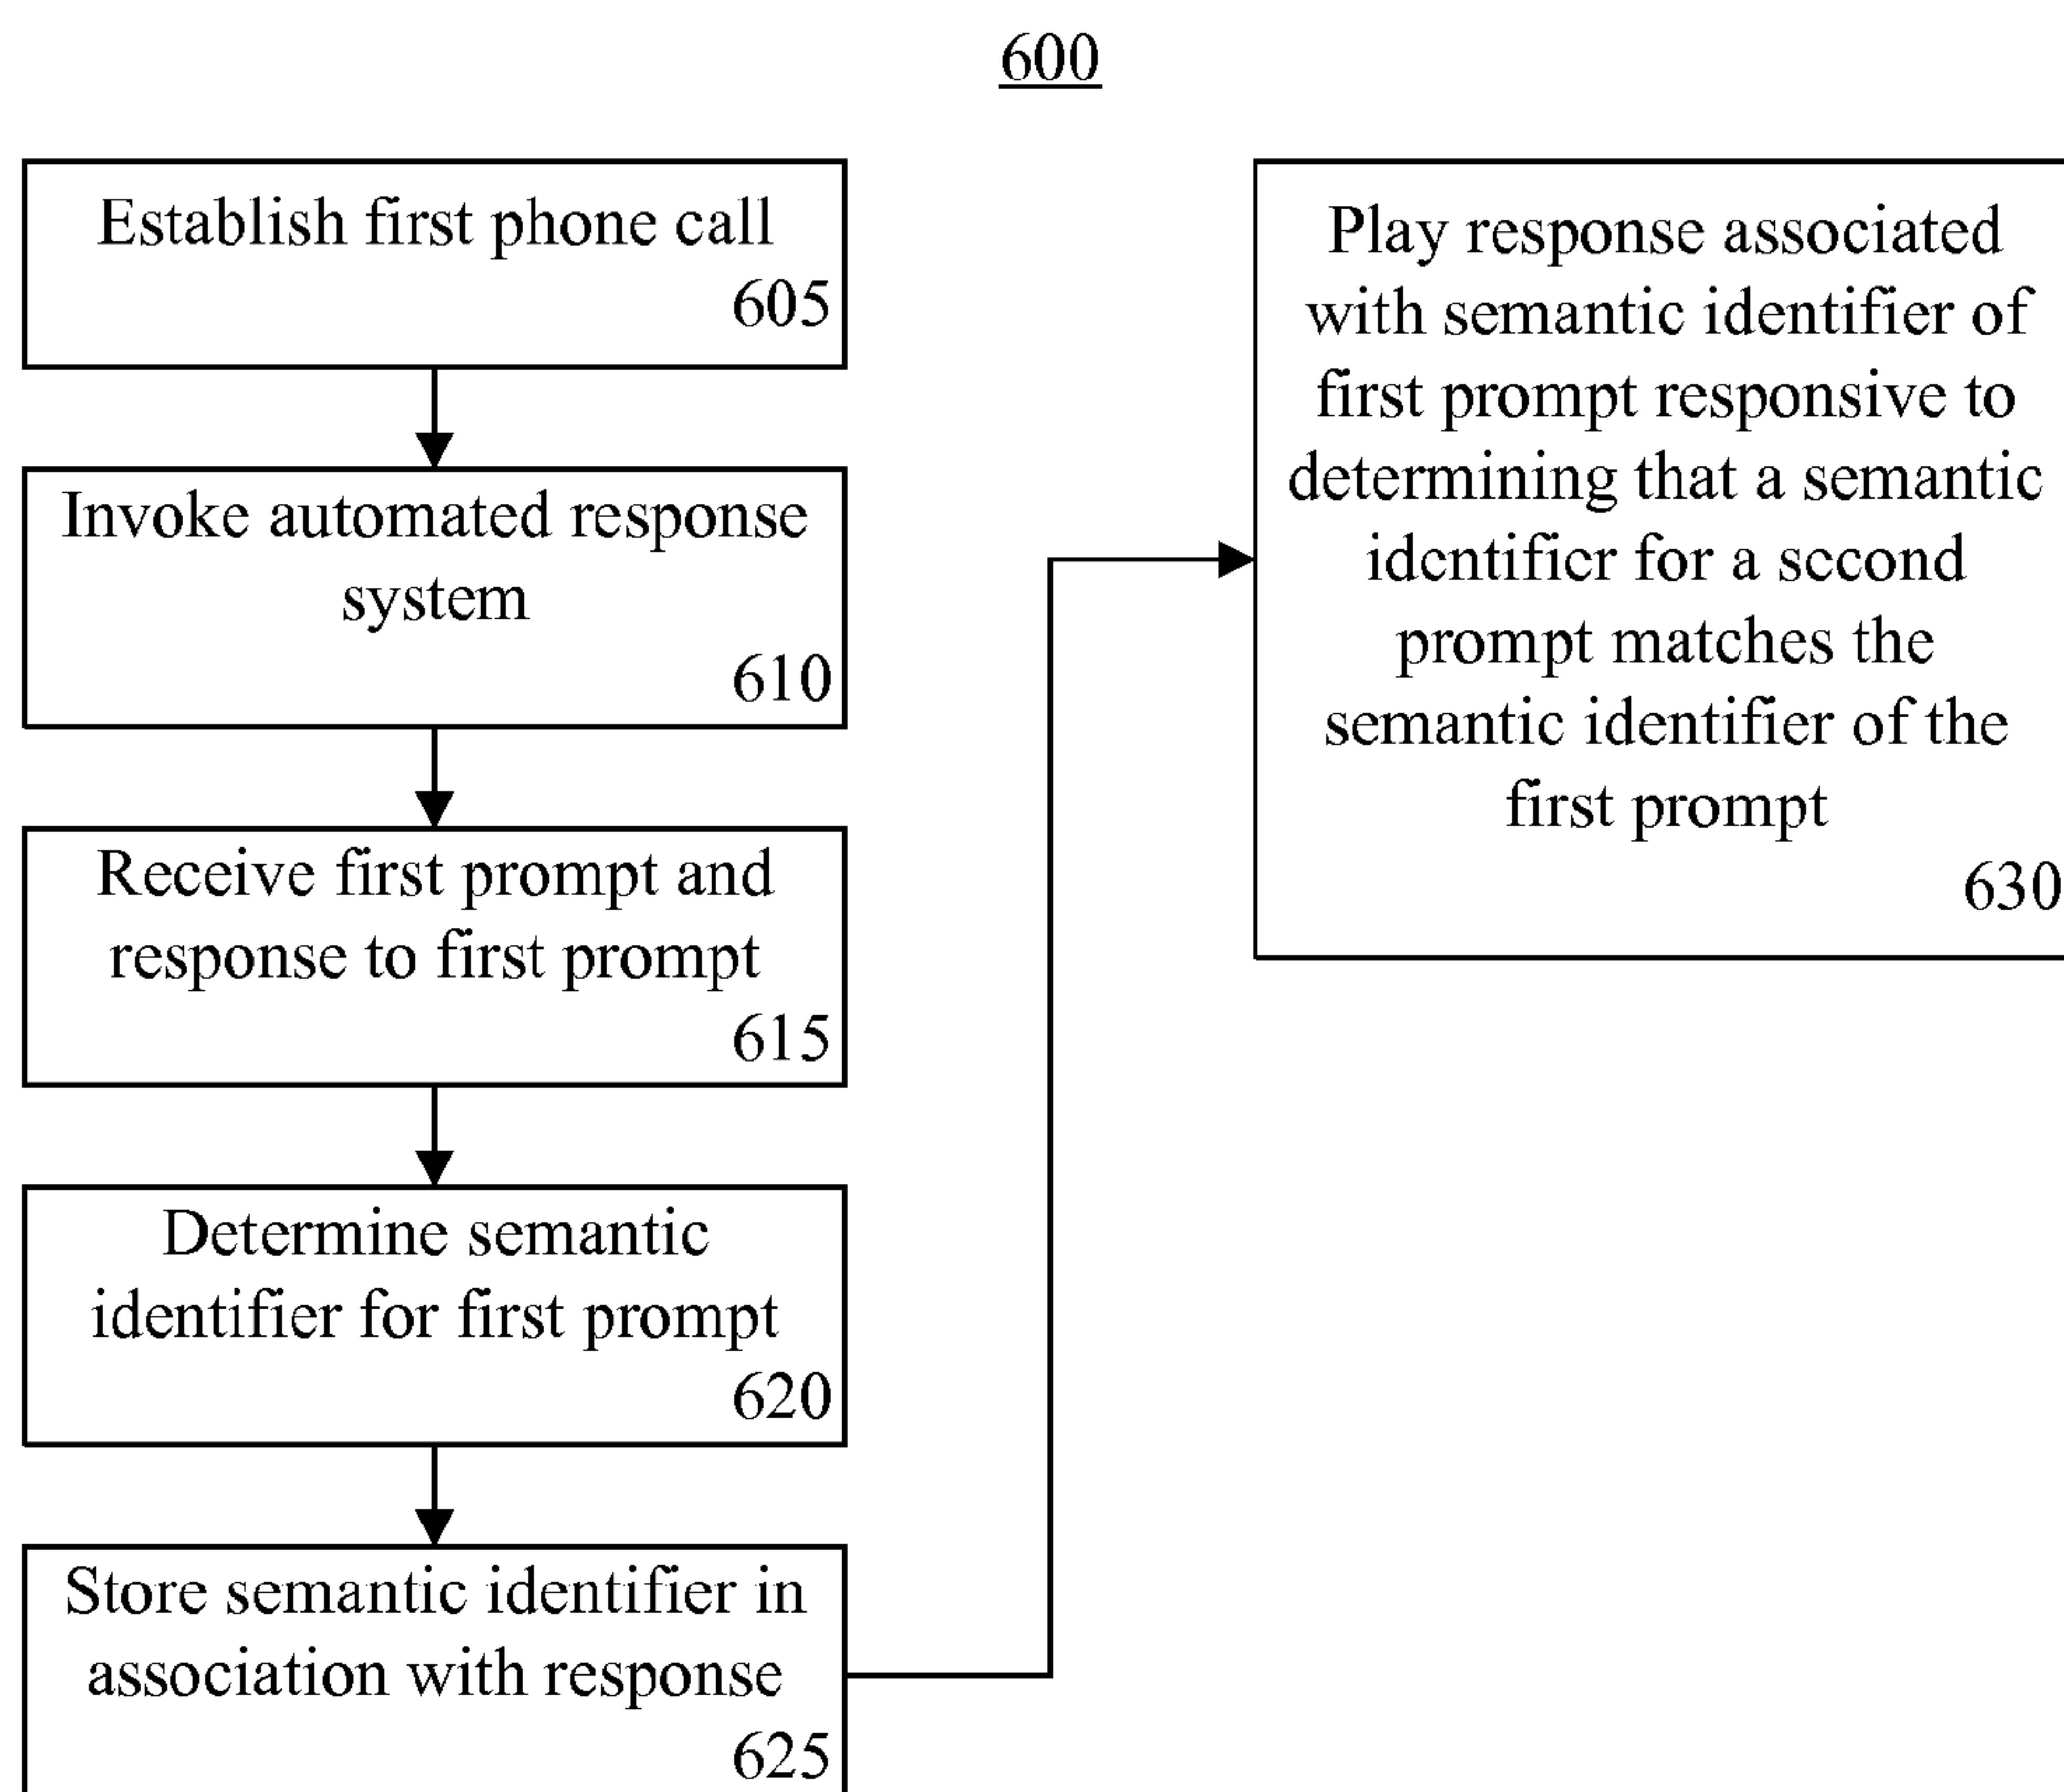 600
Establish first phone call
605
Invoke automated response
system
610
Receive first prompt and
response to first prompt
615
Determine semantic
identifier for first prompt
620
Store semantic identifier in
association with response
625
Play response associated
with semantic identifier of
first prompt responsive to
determining that a semantic
identifier for a second
prompt matches the
semantic identifier of the
first prompt
630